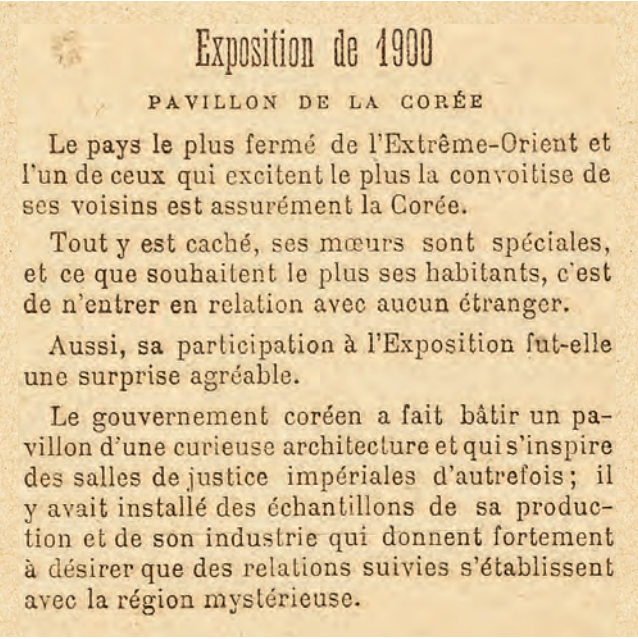 Exposition de 1900
PAVILLON DE LA CORÉE
Le pays le plus fermé de l'Extrême-Orient et
l'un de ceux qui excitent le plus la convoitise de
ses voisins est assurément la Corée.
Tout y est caché, ses mœurs sont spéciales,
et ce que souhaitent le plus ses habitants, c'est
de n'entrer en relation avec aucun étranger.
Aussi, sa participation à l'Exposition fut-elle
une surprise agréable.
Le gouvernement coréen a fait bâtir un pa-
villon d'une curieuse architecture et qui s'inspire
des salles de justice impériales d'autrefois ; il
y avait installé des échantillons de sa produc-
tion et de son industrie qui donnent fortement
à désirer que des relations suivies s'établissent
avec la région mystérieuse.